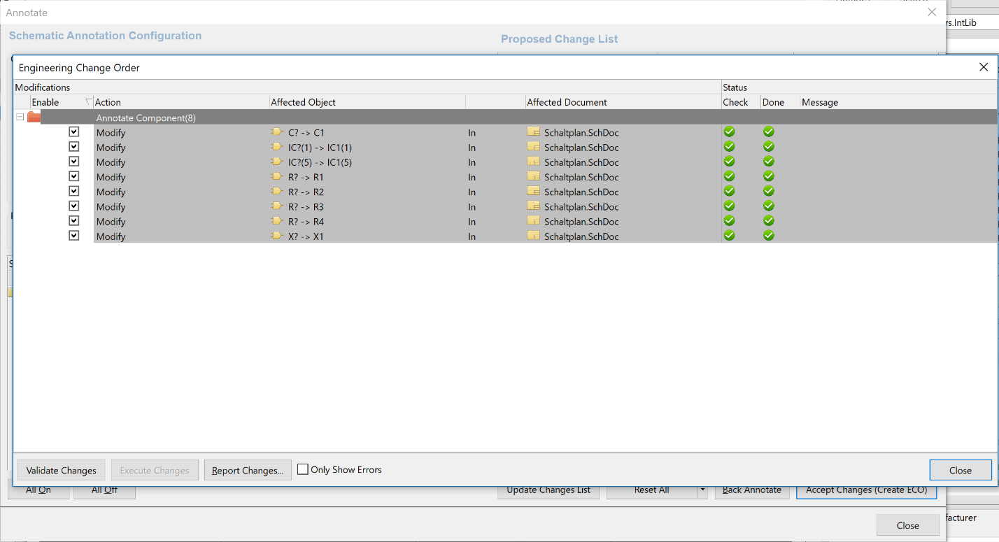 Annotate
rs.IntLib
Schematic Annotation Configuration
Proposed Change List
Engineering Change Order
Modifications Status
Enable Action Affected Object Affected Document Check Done Message
Annotate Component(8)
Modify C? -> C1 In Schaltplan.SchDoc
Modify IC?(1) -> IC1(1) In Schaltplan.SchDoc
Modify IC?(5) -> IC1(5) In Schaltplan.SchDoc
Modify R? -> R1 In Schaltplan.SchDoc
Modify R? -> R2 In Schaltplan.SchDoc
Modify R? -> R3 In Schaltplan.SchDoc
Modify R? -> R4 In Schaltplan.SchDoc
Modify X? -> X1 In Schaltplan.SchDoc
Validate Changes Execute Changes Report Changes... Only Show Errors Close
All On All Off Update Changes List Reset All Back Annotate Accept Changes (Create ECO)
facturer
Close